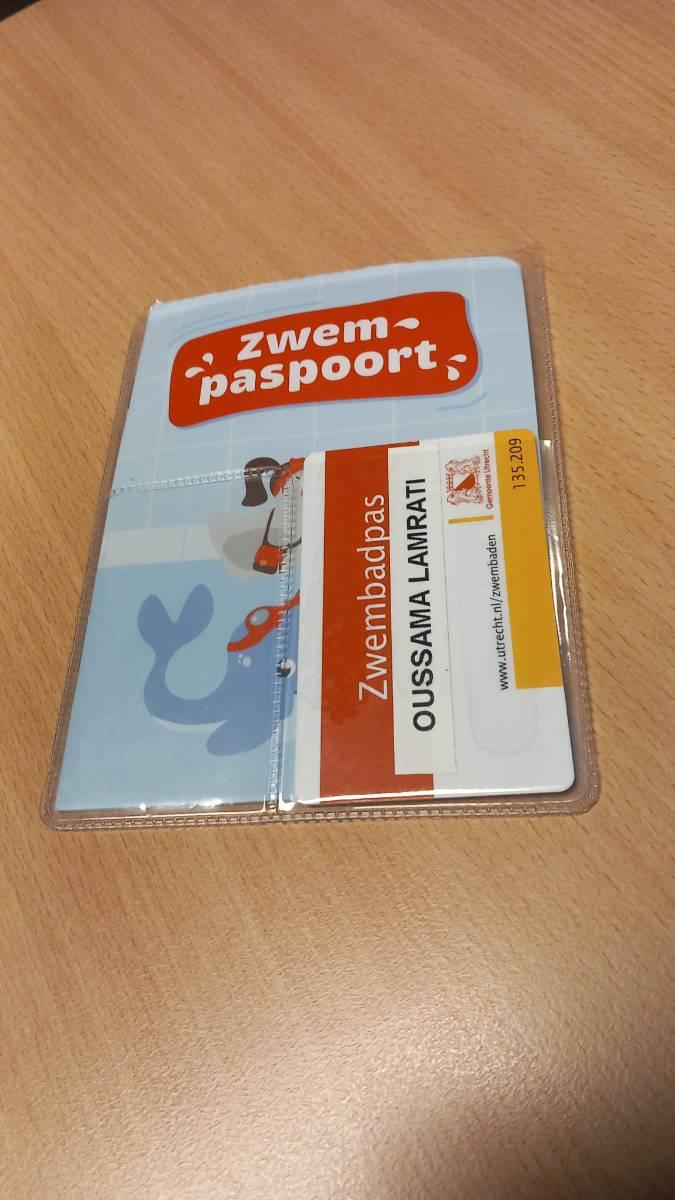 zwem
paspoort
Zwembadpas
OUSSAMA LAMRATI
Gemeente Utrecht
www.utrecht.nl/zwembaden
135.209